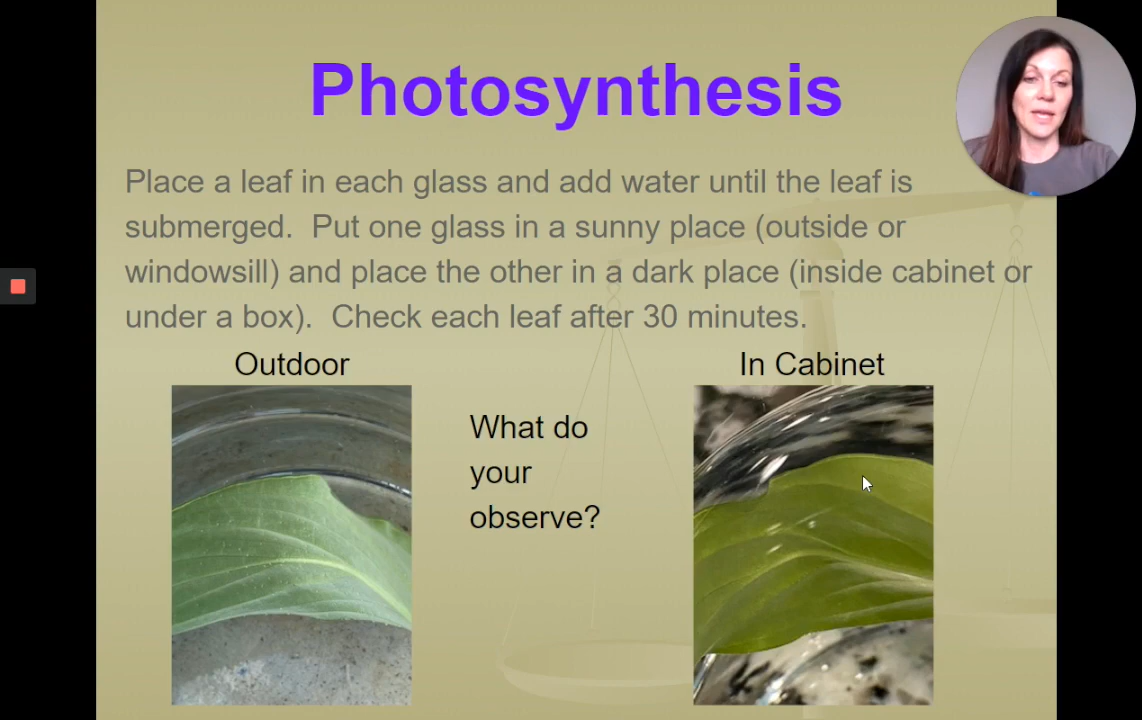 Photosynthesis
Place a leaf in each glass and add water until the leaf is
submerged.  Put one glass in a sunny place (outside or
windowsill) and place the other in a dark place (inside cabinet or
under a box).  Check each leaf after 30 minutes.
Outdoor
In Cabinet
What do
your
observe?